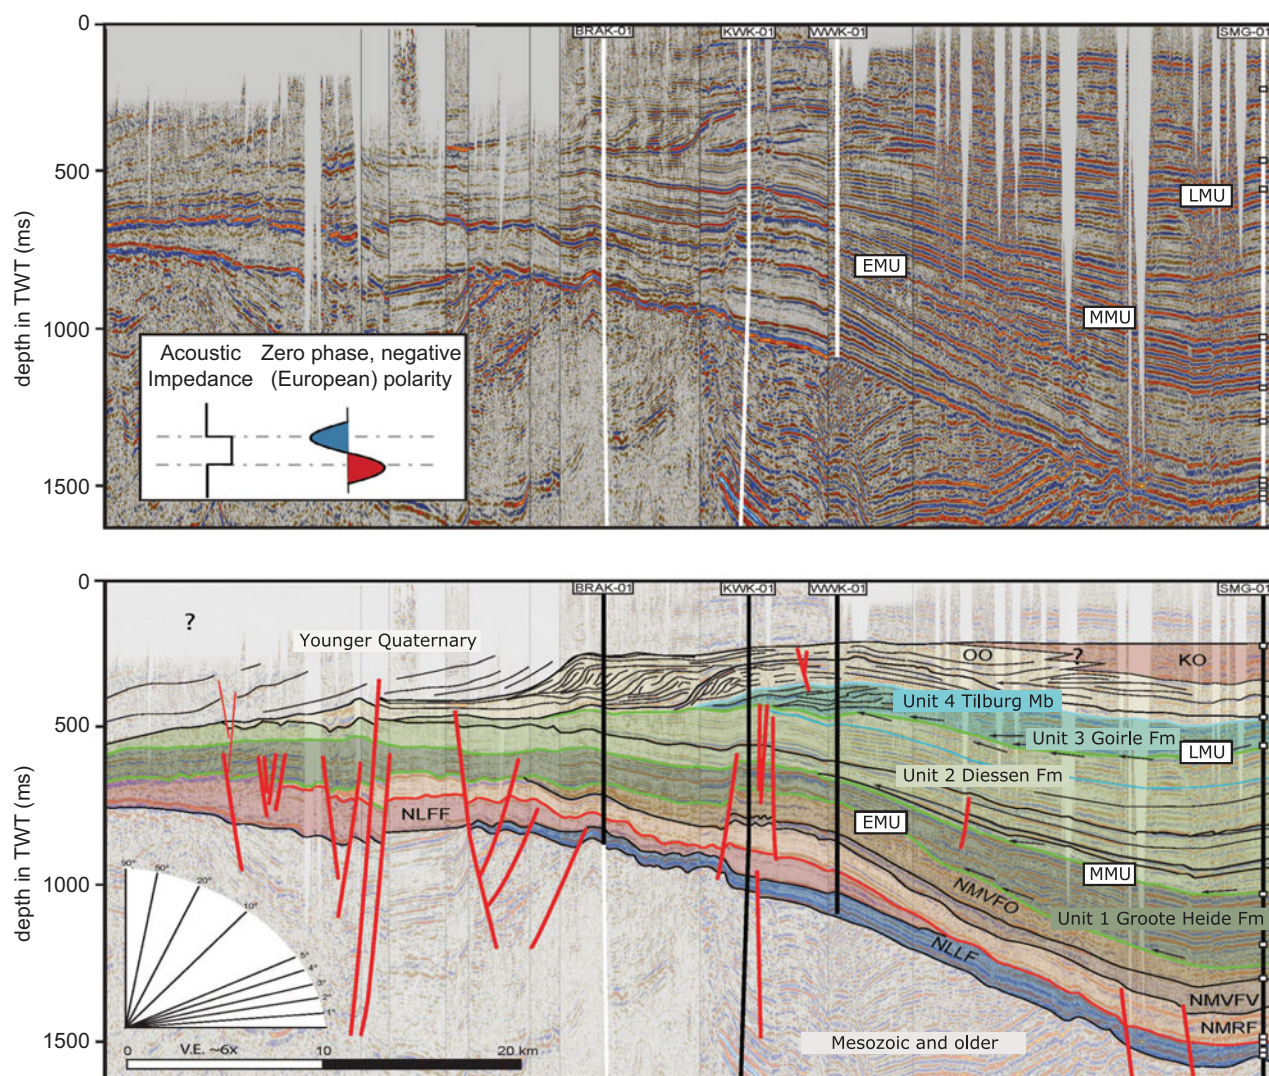 0
500
1000
1500
depth in TWT (ms)
BRAK-01
KWK-01
WWK-01
SMG-01
LMU
EMU
MMU
Acoustic
Impedance
Zero phase, negative
(European) polarity
0
500
1000
1500
depth in TWT (ms)
BRAK-01
KWK-01
WWK-01
SMG-01
?
Younger Quaternary
OO
?
KO
Unit 4 Tilburg Mb
Unit 3 Goirle Fm
LMU
Unit 2 Diessen Fm
NLFF
EMU
MMU
NMVFO
Unit 1 Groote Heide Fm
NLLF
NMVFV
NMRF
Mesozoic and older
90°
50°
20°
10°
5°
4°
3°
2°
1°
V.E. ~6x
0
10
20 km